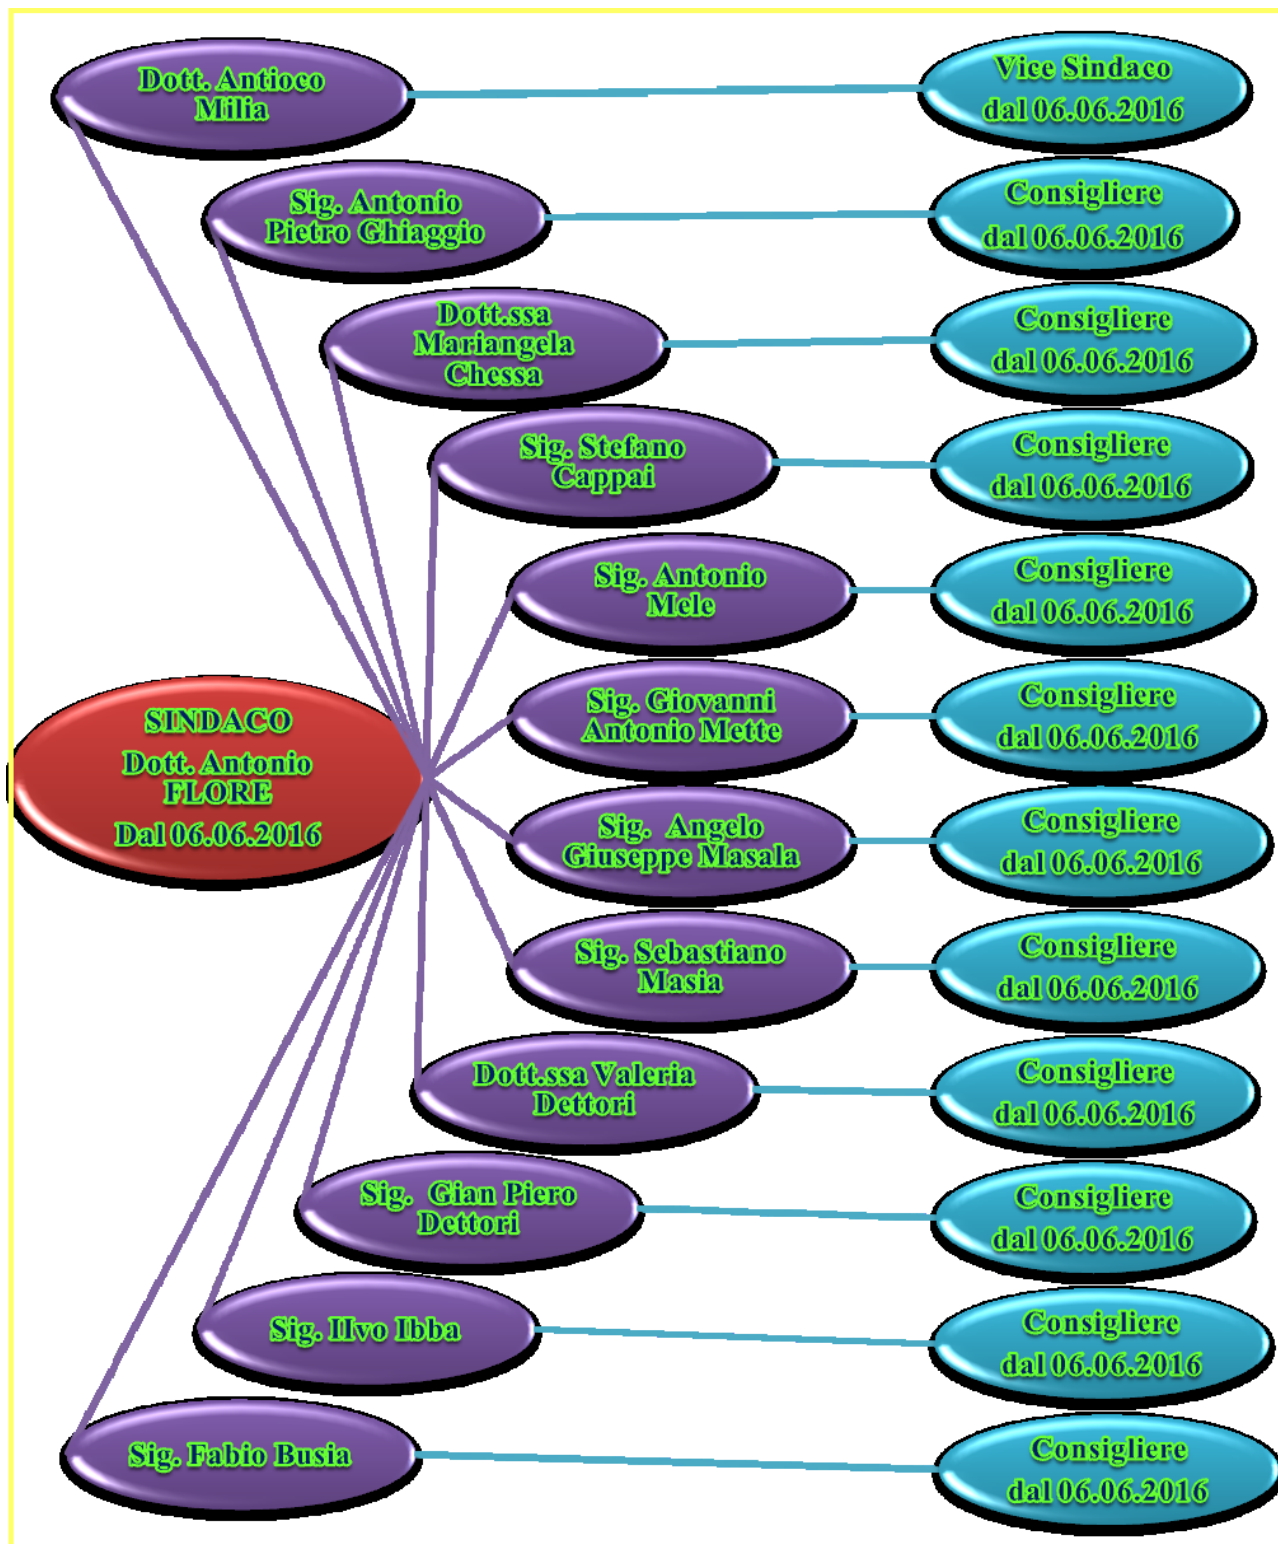 Dott. Antioco
Milia
Vice Sindaco
dal 06.06.2016
Sig. Antonio
Pietro Ghiaggio
Consigliere
dal 06.06.2016
Dott.ssa
Mariangela
Chessa
Consigliere
dal 06.06.2016
Sig. Stefano
Cappai
Consigliere
dal 06.06.2016
Sig. Antonio
Mele
Consigliere
dal 06.06.2016
SINDACO
Dott. Antonio
FLORE
Dal 06.06.2016
Sig. Giovanni
Antonio Mette
Consigliere
dal 06.06.2016
Sig. Angelo
Giuseppe Masala
Consigliere
dal 06.06.2016
Sig. Sebastiano
Masia
Consigliere
dal 06.06.2016
Dott.ssa Valeria
Dettori
Consigliere
dal 06.06.2016
Sig. Gian Piero
Dettori
Consigliere
dal 06.06.2016
Sig. IIvo Ibba
Consigliere
dal 06.06.2016
Sig. Fabio Busia
Consigliere
dal 06.06.2016